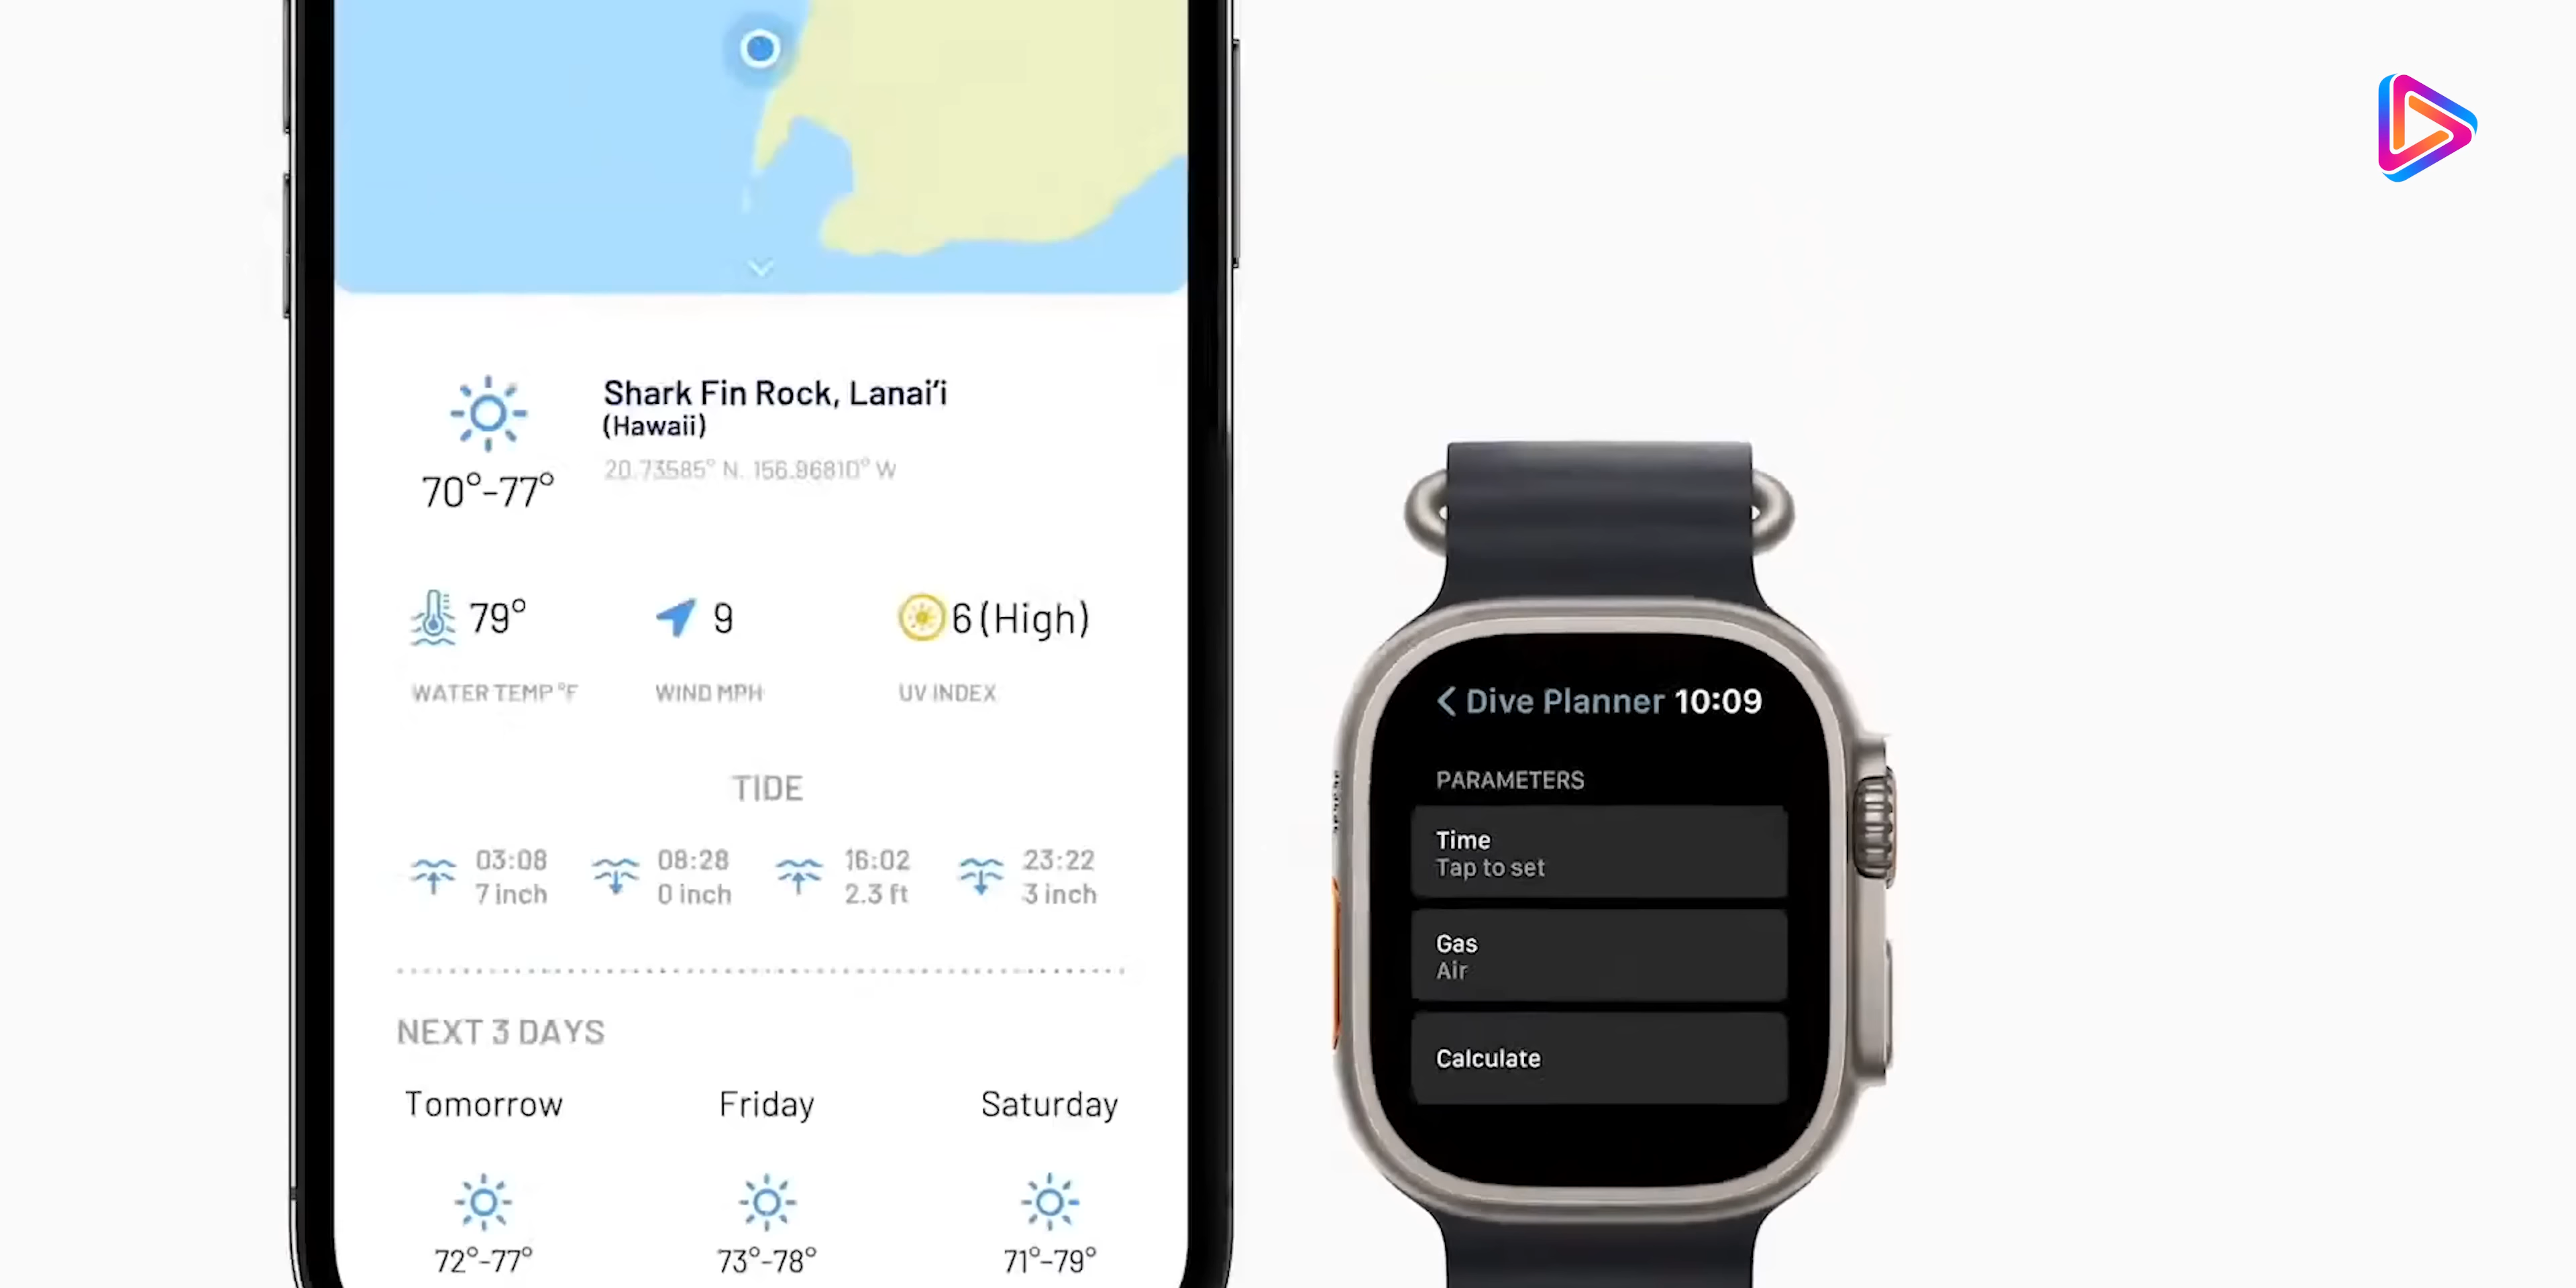 Shark Fin Rock, Lanai'i
(Hawaii)
20.73585° N. 156.96810° W
70°-77°
79°
9
6 (High)
WATER TEMP °F
WIND MPH
UV INDEX
TIDE
03:08
7 inch
08:28
0 inch
16:02
2.3 ft
23:22
3 inch
NEXT 3 DAYS
Tomorrow
Friday
Saturday
72°-77°
73°-78°
71°-79°
Dive Planner 10:09
PARAMETERS
Time
Tap to set
Gas
Air
Calculate